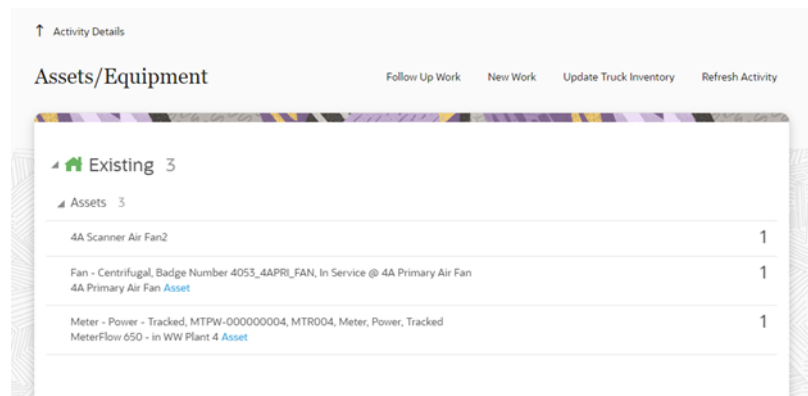 ↑ Activity Details
Assets/Equipment
Follow Up Work New Work Update Truck Inventory Refresh Activity
Existing 3
Assets 3
4A Scanner Air Fan2 1
Fan - Centrifugal, Badge Number 4053_4APRI_FAN, In Service @ 4A Primary Air Fan 1
4A Primary Air Fan Asset
Meter - Power - Tracked, MTPW-000000004, MTR004, Meter, Power, Tracked 1
MeterFlow 650 - in WW Plant 4 Asset